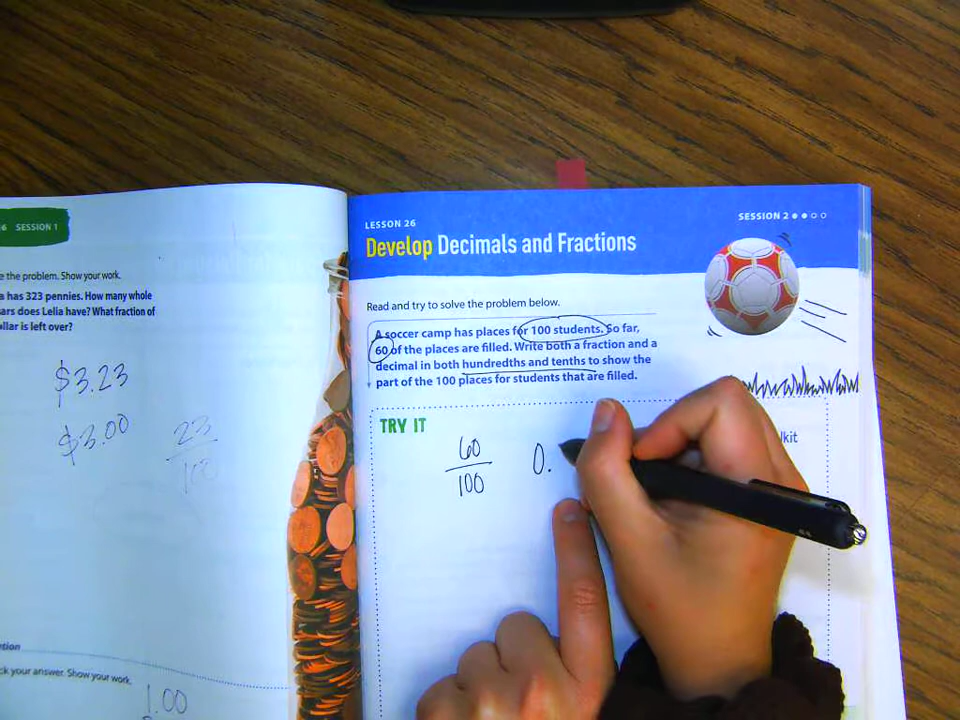 6 SESSION 1
e the problem. Show your work.
a has 323 pennies. How many whole
ars does Lelia have? What fraction of
llar is left over?
$3.23
$3.00
23
100
tion
ck your answer. Show your work.
1.00
LESSON 26
SESSION 2
Develop Decimals and Fractions
Read and try to solve the problem below.
A soccer camp has places for 100 students. So far,
60 of the places are filled. Write both a fraction and a
decimal in both hundredths and tenths to show the
part of the 100 places for students that are filled.
TRY IT
lkit
60
100
0.